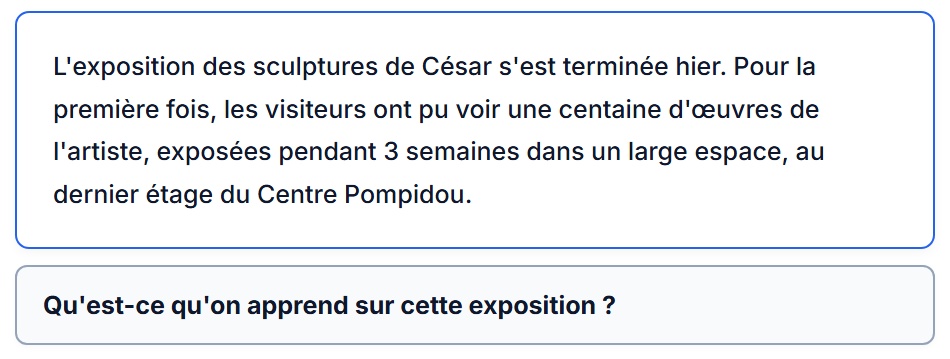 L'exposition des sculptures de César s'est terminée hier. Pour la
première fois, les visiteurs ont pu voir une centaine d'œuvres de
l'artiste, exposées pendant 3 semaines dans un large espace, au
dernier étage du Centre Pompidou.
Qu'est-ce qu'on apprend sur cette exposition ?